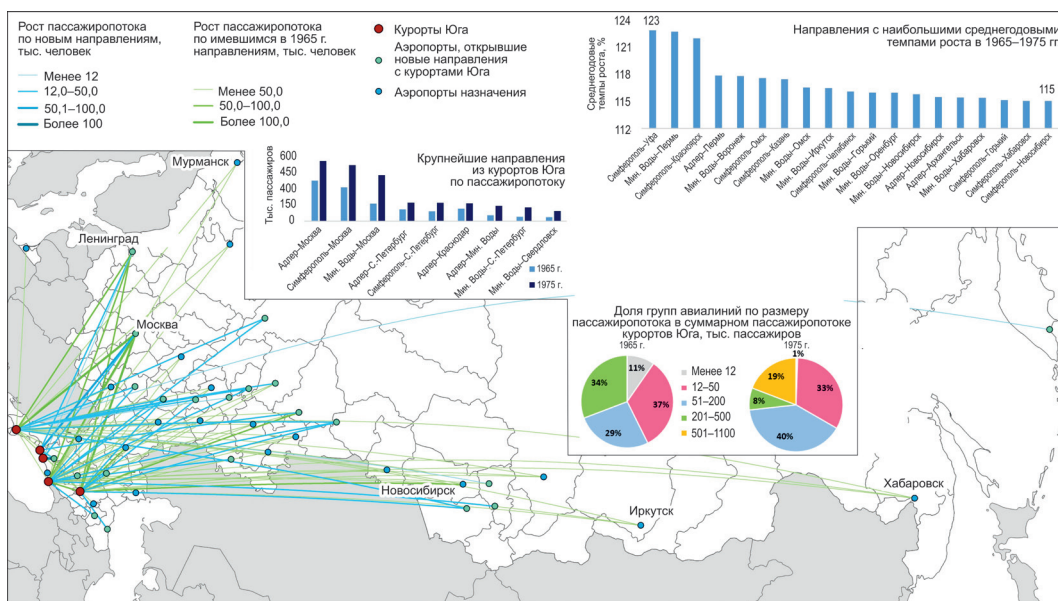 Рост пассажиропотока
по новым направлениям,
тыс. человек
Менее 12
12,0–50,0
50,1–100,0
Более 100
Рост пассажиропотока
по имевшимся в 1965 г.
направлениям, тыс. человек
Менее 50,0
50,0–100,0
Более 100,0
Курорты Юга
Аэропорты, открывшие
новые направления
с курортами Юга
Аэропорты назначения
Направления с наибольшими среднегодовыми
темпами роста в 1965–1975 гг
Среднегодовые
темпы роста, %
124
121
118
115
112
123
115
Симферополь–Уфа
Мин. Воды–Пермь
Симферополь–Красноярск
Адлер–Пермь
Мин. Воды–Воронеж
Симферополь–Омск
Симферополь–Казань
Мин. Воды–Омск
Мин. Воды–Иркутск
Симферополь–Челябинск
Мин. Воды–Горький
Мин. Воды–Оренбург
Мин. Воды–Новосибирск
Адлер–Новосибирск
Адлер–Архангельск
Мин. Воды–Хабаровск
Симферополь–Горький
Симферополь–Хабаровск
Симферополь–Новосибирск
Крупнейшие направления
из курортов Юга
по пассажиропотоку
Тыс. пассажиров
600
450
300
150
0
Адлер–Москва
Симферополь–Москва
Мин. Воды–Москва
Адлер–С.-Петербург
Симферополь–С.-Петербург
Адлер–Краснодар
Адлер–Мин. Воды
Мин. Воды–С.-Петербург
Мин. Воды–Свердловск
1965 г.
1975 г.
Доля групп авиалиний по размеру
пассажиропотока в суммарном пассажиропотоке
курортов Юга, тыс. пассажиров
1965 г.
11%
37%
29%
34%
Менее 12
12–50
51–200
201–500
501–1100
1975 г.
1%
33%
40%
8%
19%
Мурманск
Ленинград
Москва
Новосибирск
Иркутск
Хабаровск